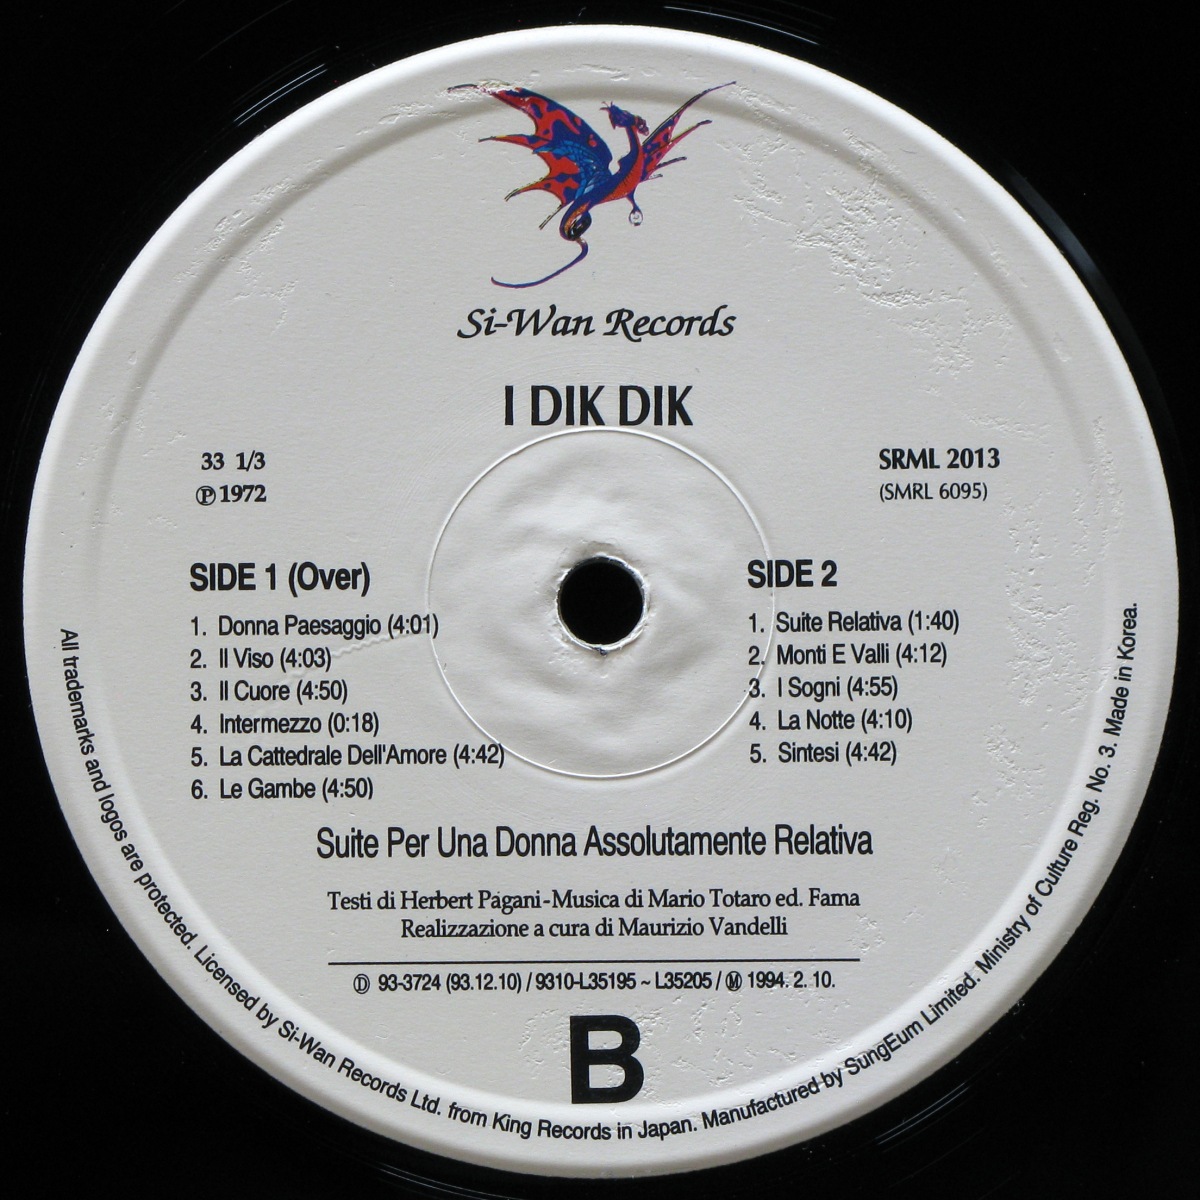 Si-Wan Records
I DIK DIK
33 1/3
Ⓟ 1972
SRML 2013
(SMRL 6095)
SIDE 1 (Over)
1. Donna Paesaggio (4:01)
2. Il Viso (4:03)
3. Il Cuore (4:50)
4. Intermezzo (0:18)
5. La Cattedrale Dell'Amore (4:42)
6. Le Gambe (4:50)
SIDE 2
1. Suite Relativa (1:40)
2. Monti E Valli (4:12)
3. I Sogni (4:55)
4. La Notte (4:10)
5. Sintesi (4:42)
Suite Per Una Donna Assolutamente Relativa
Testi di Herbert Pagani-Musica di Mario Totaro ed. Fama
Realizzazione a cura di Maurizio Vandelli
Ⓓ 93-3724 (93.12.10) / 9310-L35195 ~ L35205 / Ⓜ 1994. 2. 10.
B
All trademarks and logos are protected. Licensed by Si-Wan Records Ltd. from King Records in Japan. Manufactured by SungEum Limited. Ministry of Culture Reg. No. 3. Made in Korea.